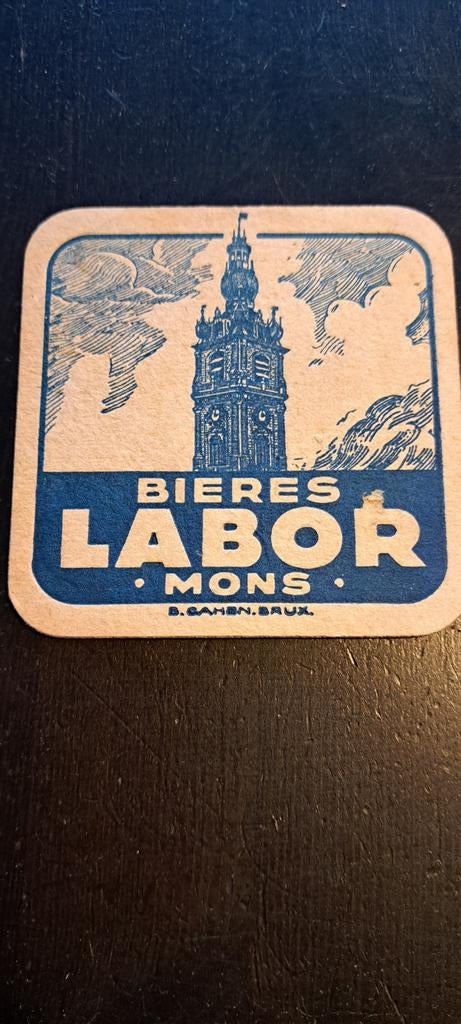 BIERES
LABOR
· MONS ·
B. CAHEN. BRUX.